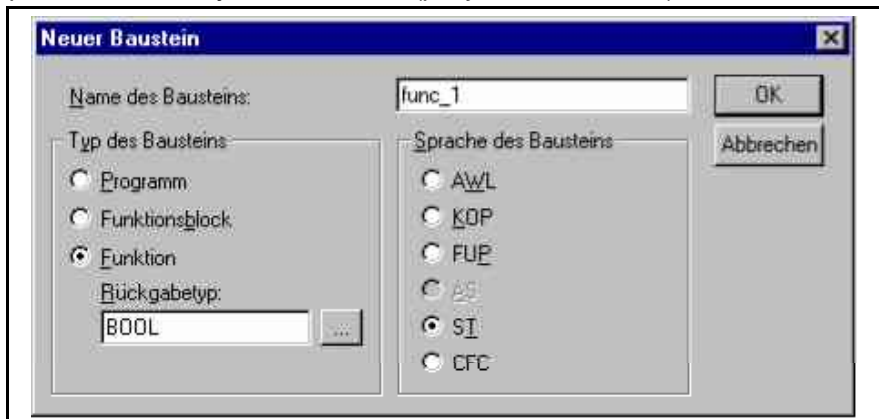 Neuer Baustein
Name des Bausteins:
func_1
OK
Abbrechen
Typ des Bausteins
Programm
Funktionsblock
Funktion
Rückgabetyp:
BOOL
...
Sprache des Bausteins
AWL
KOP
FUP
AS
ST
CFC